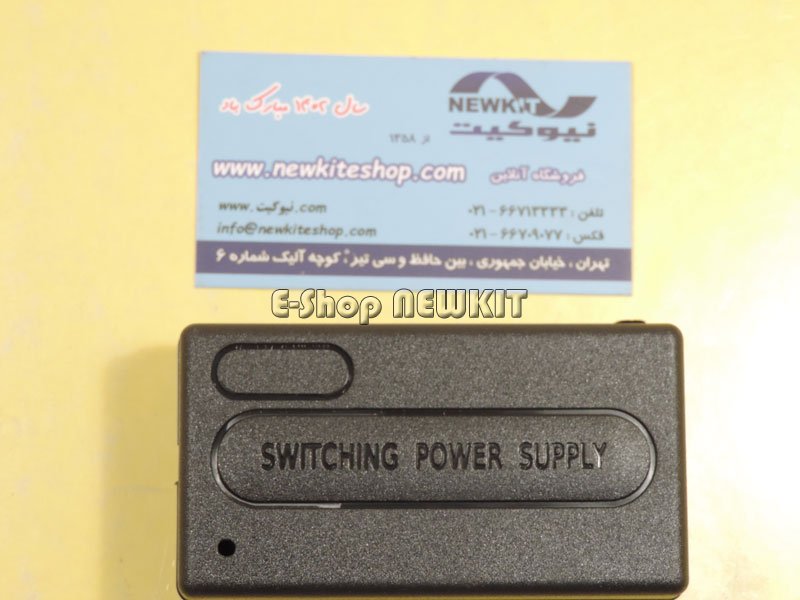 سال ۱۴۰۲ مبارک باد
NEWKIT
نیوکیت
از ۱۳۵۸
www.newkiteshop.com فروشگاه آنلاین
www.نیوکیت.com تلفن : ۶۶۷۱۳۳۳۳ - ۰۲۱
info@newkiteshop.com فکس : ۶۶۷۰۹۰۷۷ - ۰۲۱
تهران ، خیابان جمهوری ، بین حافظ و سی تیر ، کوچه آلیک شماره ۶
E-Shop NEWKIT
SWITCHING POWER SUPPLY